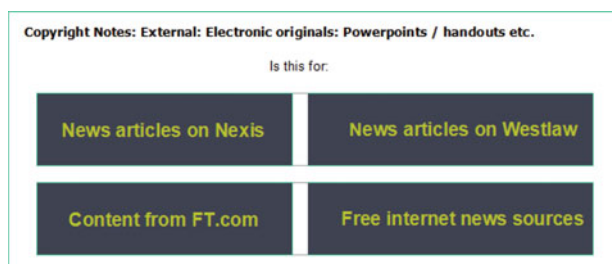 Copyright Notes: External: Electronic originals: Powerpoints / handouts etc.
Is this for:
News articles on Nexis
News articles on Westlaw
Content from FT.com
Free internet news sources